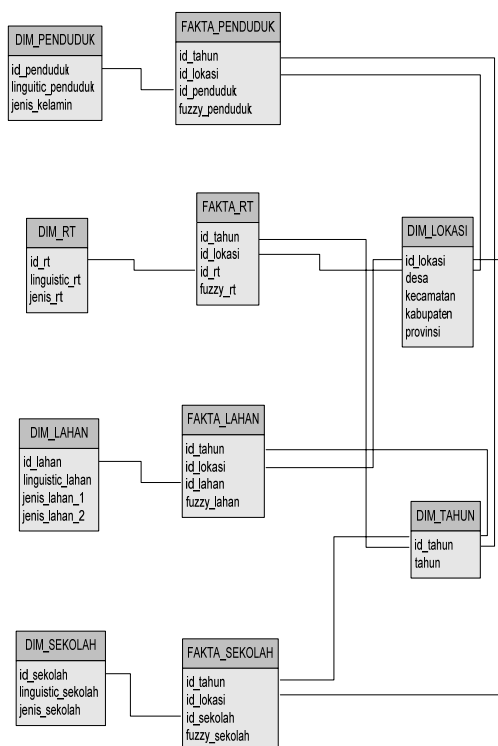 DIM_PENDUDUK
id_penduduk
linguitic_penduduk
jenis_kelamin
FAKTA_PENDUDUK
id_tahun
id_lokasi
id_penduduk
fuzzy_penduduk
DIM_RT
id_rt
linguistic_rt
jenis_rt
FAKTA_RT
id_tahun
id_lokasi
id_rt
fuzzy_rt
DIM_LOKASI
id_lokasi
desa
kecamatan
kabupaten
provinsi
DIM_LAHAN
id_lahan
linguistic_lahan
jenis_lahan_1
jenis_lahan_2
FAKTA_LAHAN
id_tahun
id_lokasi
id_lahan
fuzzy_lahan
DIM_TAHUN
id_tahun
tahun
DIM_SEKOLAH
id_sekolah
linguistic_sekolah
jenis_sekolah
FAKTA_SEKOLAH
id_tahun
id_lokasi
id_sekolah
fuzzy_sekolah